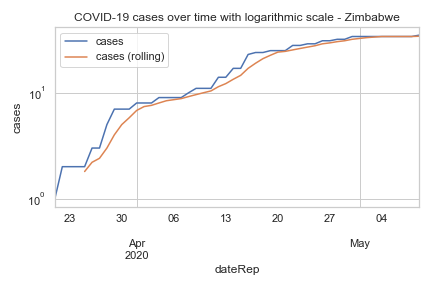 COVID-19 cases over time with logarithmic scale - Zimbabwe
cases
cases (rolling)
cases
10¹
10⁰
23 30 06 13 20 27 04
Apr May
2020
dateRep